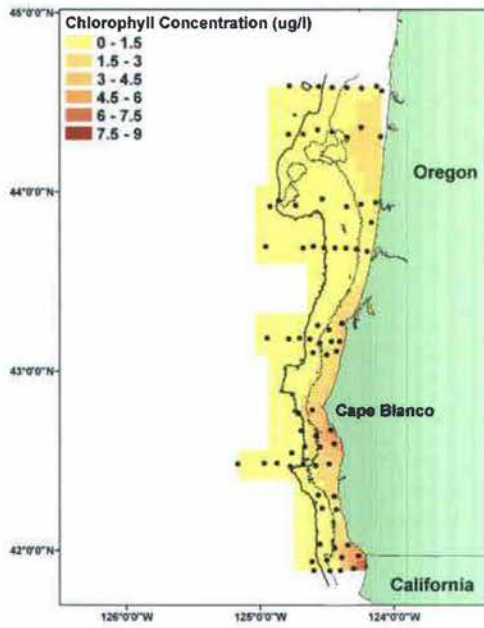 45°0'0"N
Chlorophyll Concentration (ug/l)
0 - 1.5
1.5 - 3
3 - 4.5
4.5 - 6
6 - 7.5
7.5 - 9
Oregon
44°0'0"N
43°0'0"N
Cape Blanco
42°0'0"N
California
126°0'0"W
125°0'0"W
124°0'0"W